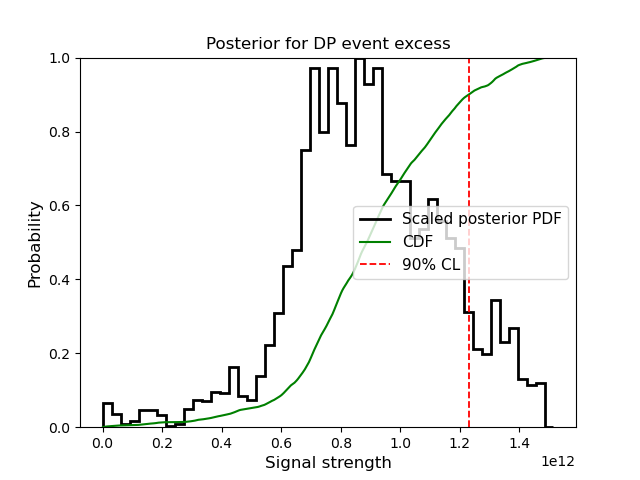 Posterior for DP event excess
Probability
1.0
0.8
0.6
0.4
0.2
0.0
Scaled posterior PDF
CDF
90% CL
0.0 0.2 0.4 0.6 0.8 1.0 1.2 1.4
1e12
Signal strength